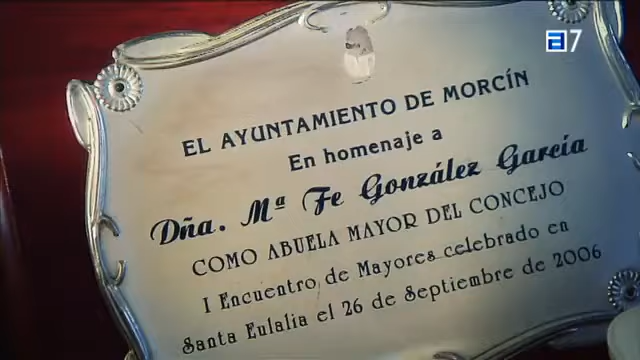 a7
EL AYUNTAMIENTO DE MORCÍN
En homenaje a
Dña. Mª Fe González García
COMO ABUELA MAYOR DEL CONCEJO
I Encuentro de Mayores celebrado en
Santa Eulalia el 26 de Septiembre de 2006